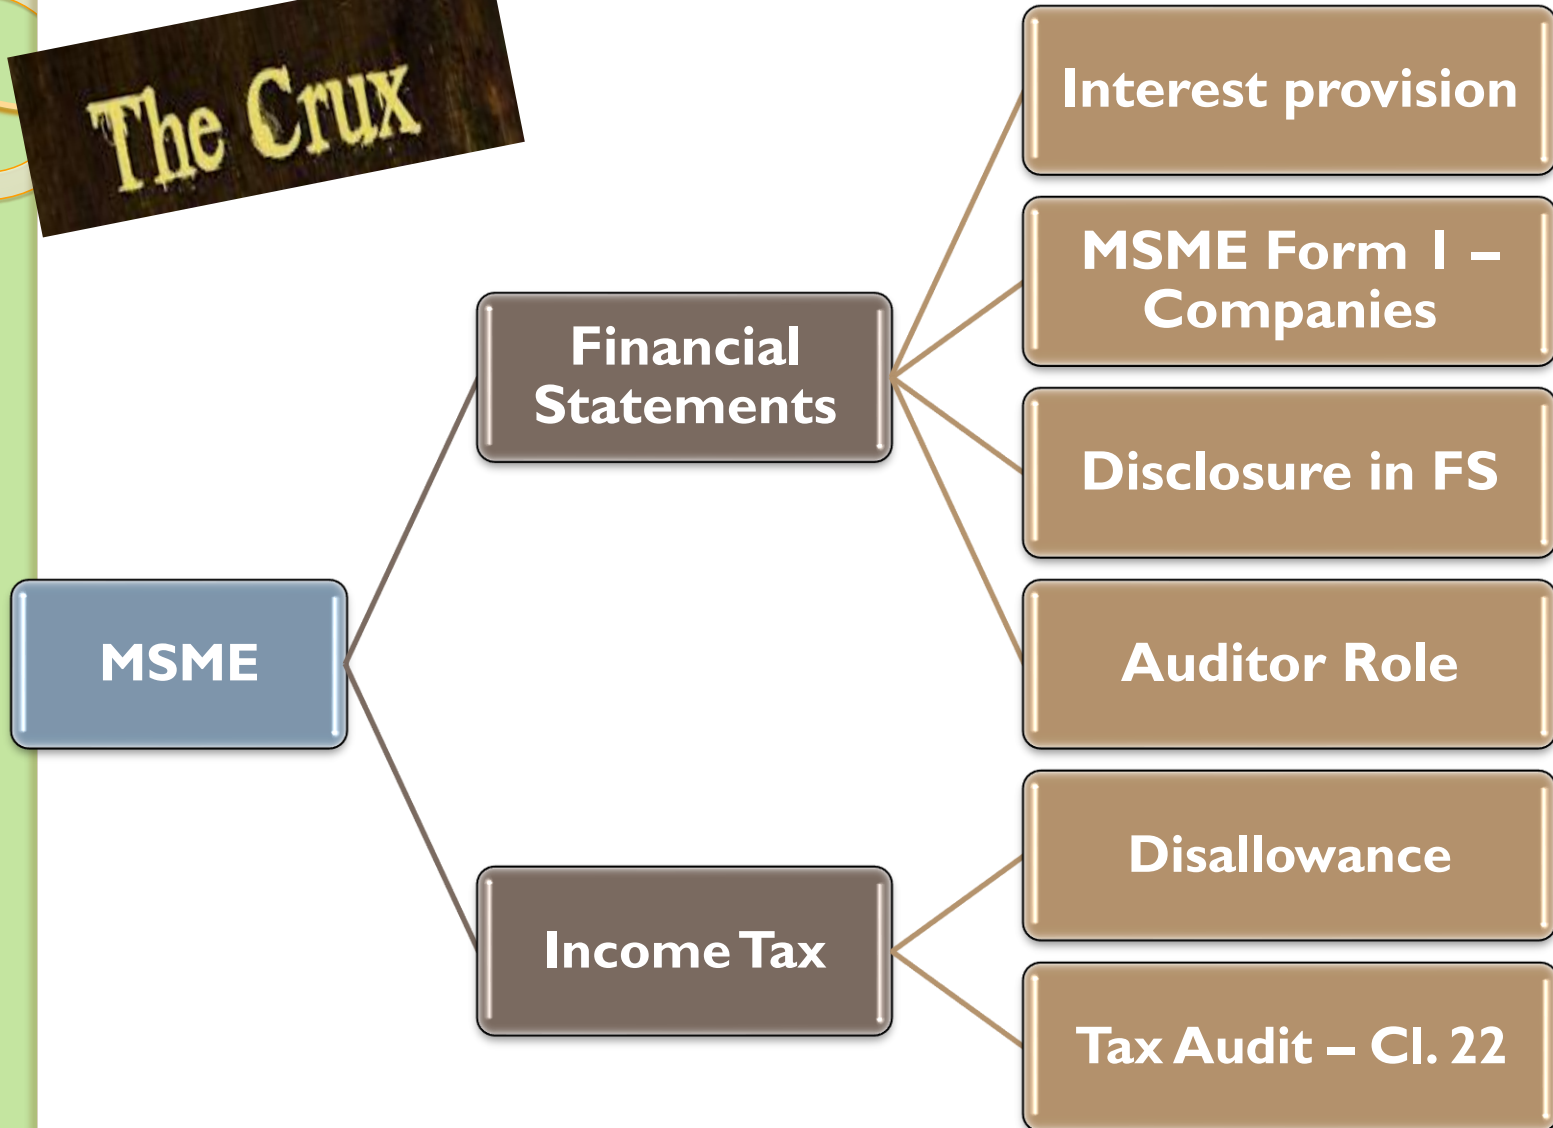 The Crux
MSME
Financial
Statements
Interest provision
MSME Form 1 –
Companies
Disclosure in FS
Auditor Role
Income Tax
Disallowance
Tax Audit – Cl. 22